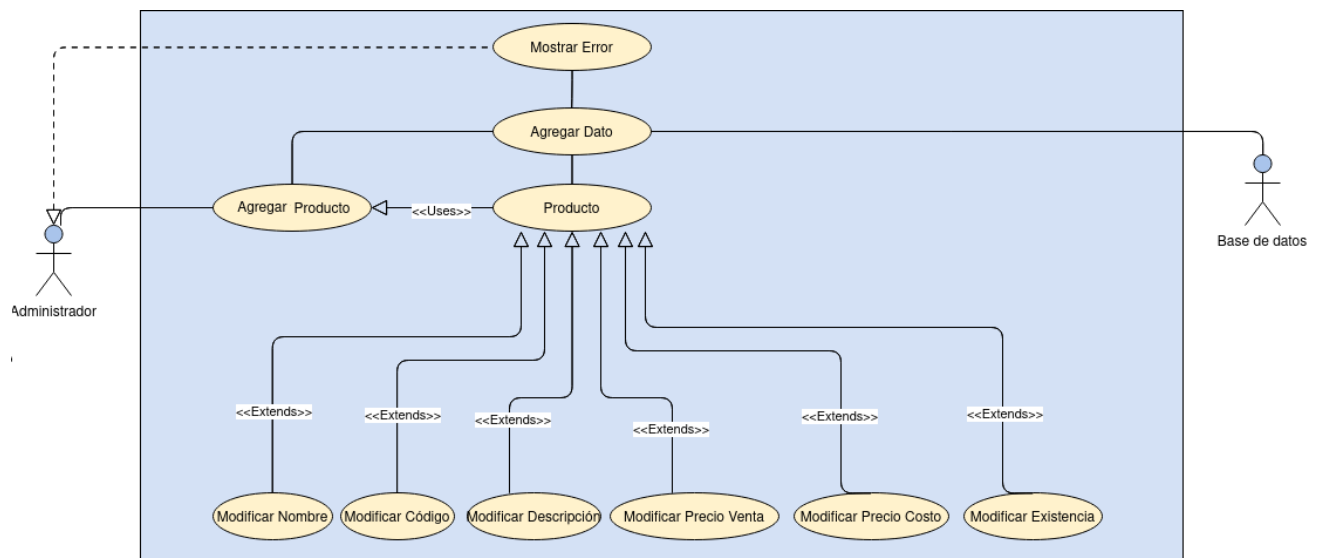 Mostrar Error
Agregar Dato
Agregar Producto
<<Uses>>
Producto
Base de datos
Administrador
<<Extends>>
<<Extends>>
<<Extends>>
<<Extends>>
<<Extends>>
<<Extends>>
Modificar Nombre
Modificar Código
Modificar Descripción
Modificar Precio Venta
Modificar Precio Costo
Modificar Existencia